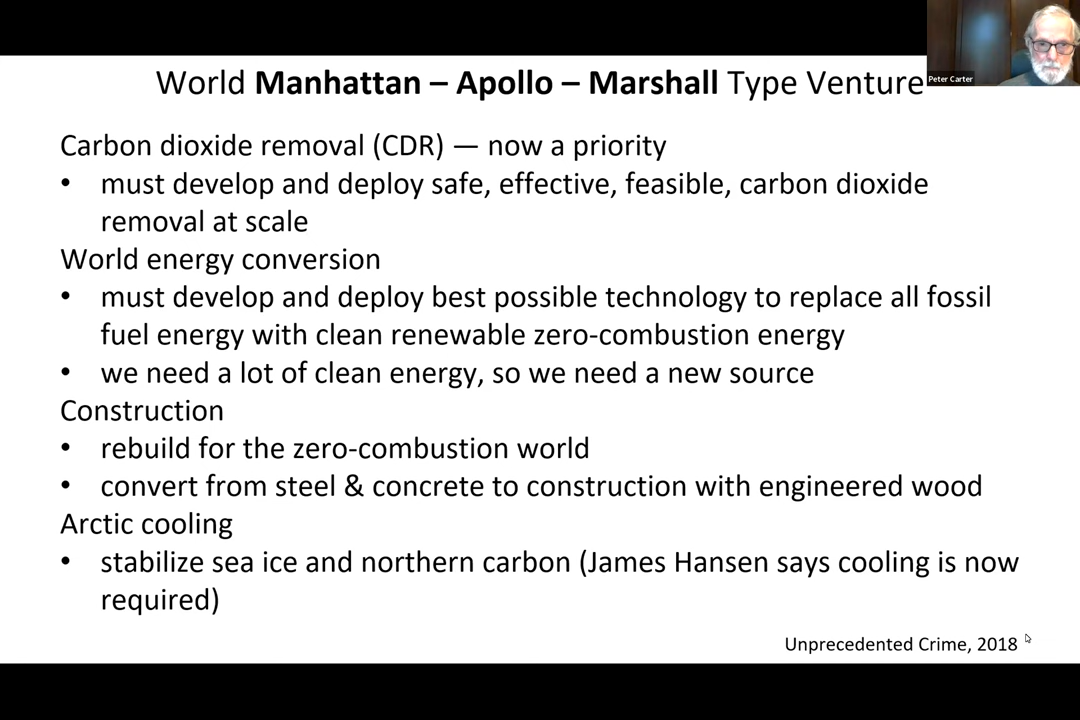 World Manhattan – Apollo – Marshall Type Venture
Peter Carter
Carbon dioxide removal (CDR) — now a priority
• must develop and deploy safe, effective, feasible, carbon dioxide
removal at scale
World energy conversion
• must develop and deploy best possible technology to replace all fossil
fuel energy with clean renewable zero-combustion energy
• we need a lot of clean energy, so we need a new source
Construction
• rebuild for the zero-combustion world
• convert from steel & concrete to construction with engineered wood
Arctic cooling
• stabilize sea ice and northern carbon (James Hansen says cooling is now
required)
Unprecedented Crime, 2018